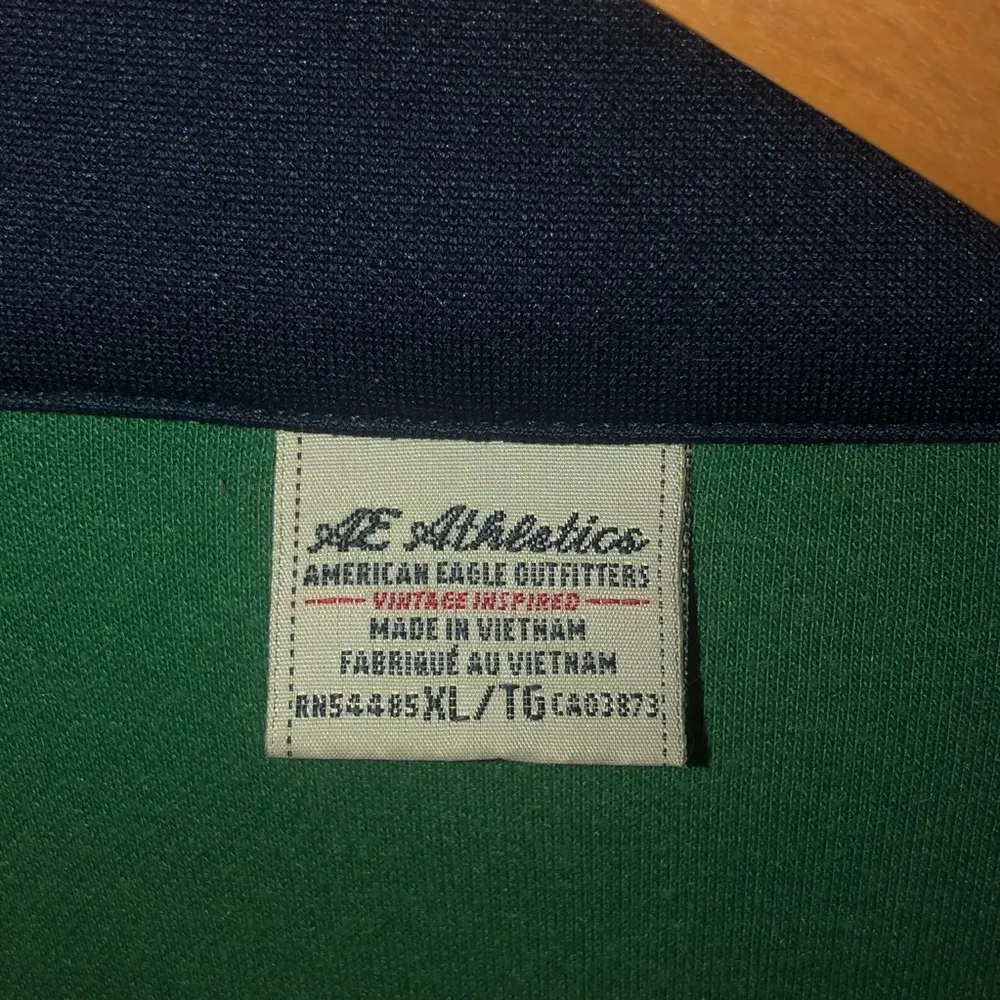 AE Athletics
AMERICAN EAGLE OUTFITTERS
VINTAGE INSPIRED
MADE IN VIETNAM
FABRIQUÉ AU VIETNAM
RN54485 XL/TG CA03873